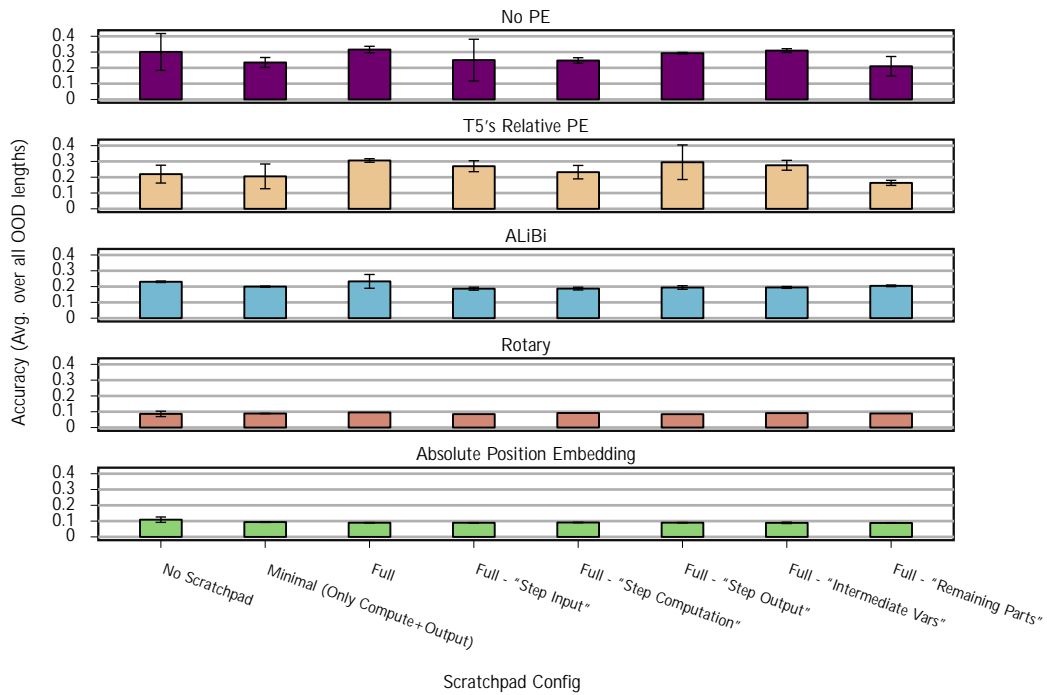 No PE
0.4
0.3
0.2
0.1
0
T5's Relative PE
0.4
0.3
0.2
0.1
0
ALiBi
0.4
0.3
0.2
0.1
0
Rotary
0.4
0.3
0.2
0.1
0
Absolute Position Embedding
0.4
0.3
0.2
0.1
0
Accuracy (Avg. over all OOD lengths)
No Scratchpad
Minimal (Only Compute+Output)
Full
Full - "Step Input"
Full - "Step Computation"
Full - "Step Output"
Full - "Intermediate Vars"
Full - "Remaining Parts"
Scratchpad Config